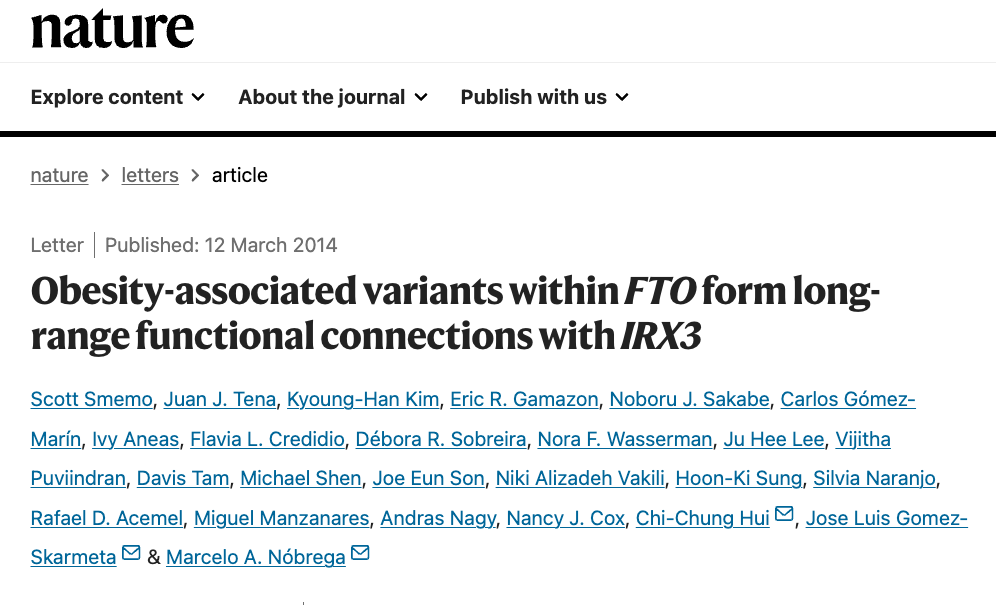 nature
Explore content About the journal Publish with us
nature > letters > article
Letter | Published: 12 March 2014
Obesity-associated variants within FTO form long-
range functional connections with IRX3
Scott Smemo, Juan J. Tena, Kyoung-Han Kim, Eric R. Gamazon, Noboru J. Sakabe, Carlos Gómez-
Marín, Ivy Aneas, Flavia L. Credidio, Débora R. Sobreira, Nora F. Wasserman, Ju Hee Lee, Vijitha
Puviindran, Davis Tam, Michael Shen, Joe Eun Son, Niki Alizadeh Vakili, Hoon-Ki Sung, Silvia Naranjo,
Rafael D. Acemel, Miguel Manzanares, Andras Nagy, Nancy J. Cox, Chi-Chung Hui, Jose Luis Gomez-
Skarmeta & Marcelo A. Nóbrega